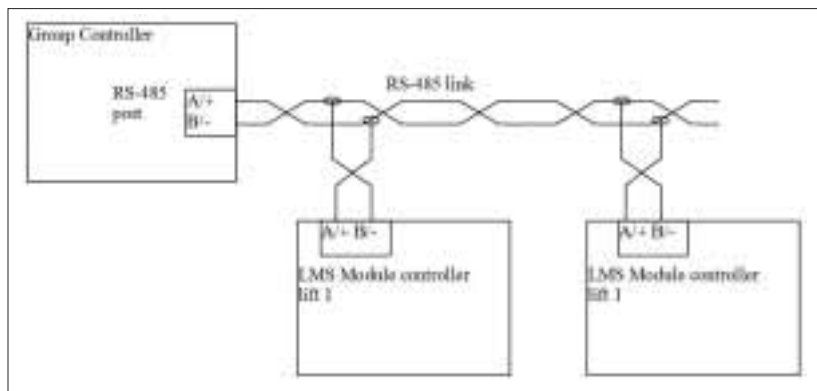 Group Controller
RS-485 link
RS-485
port
A/+
B/-
A/+ B/-
LMS Module controller
lift 1
A/+ B/-
LMS Module controller
lift 1